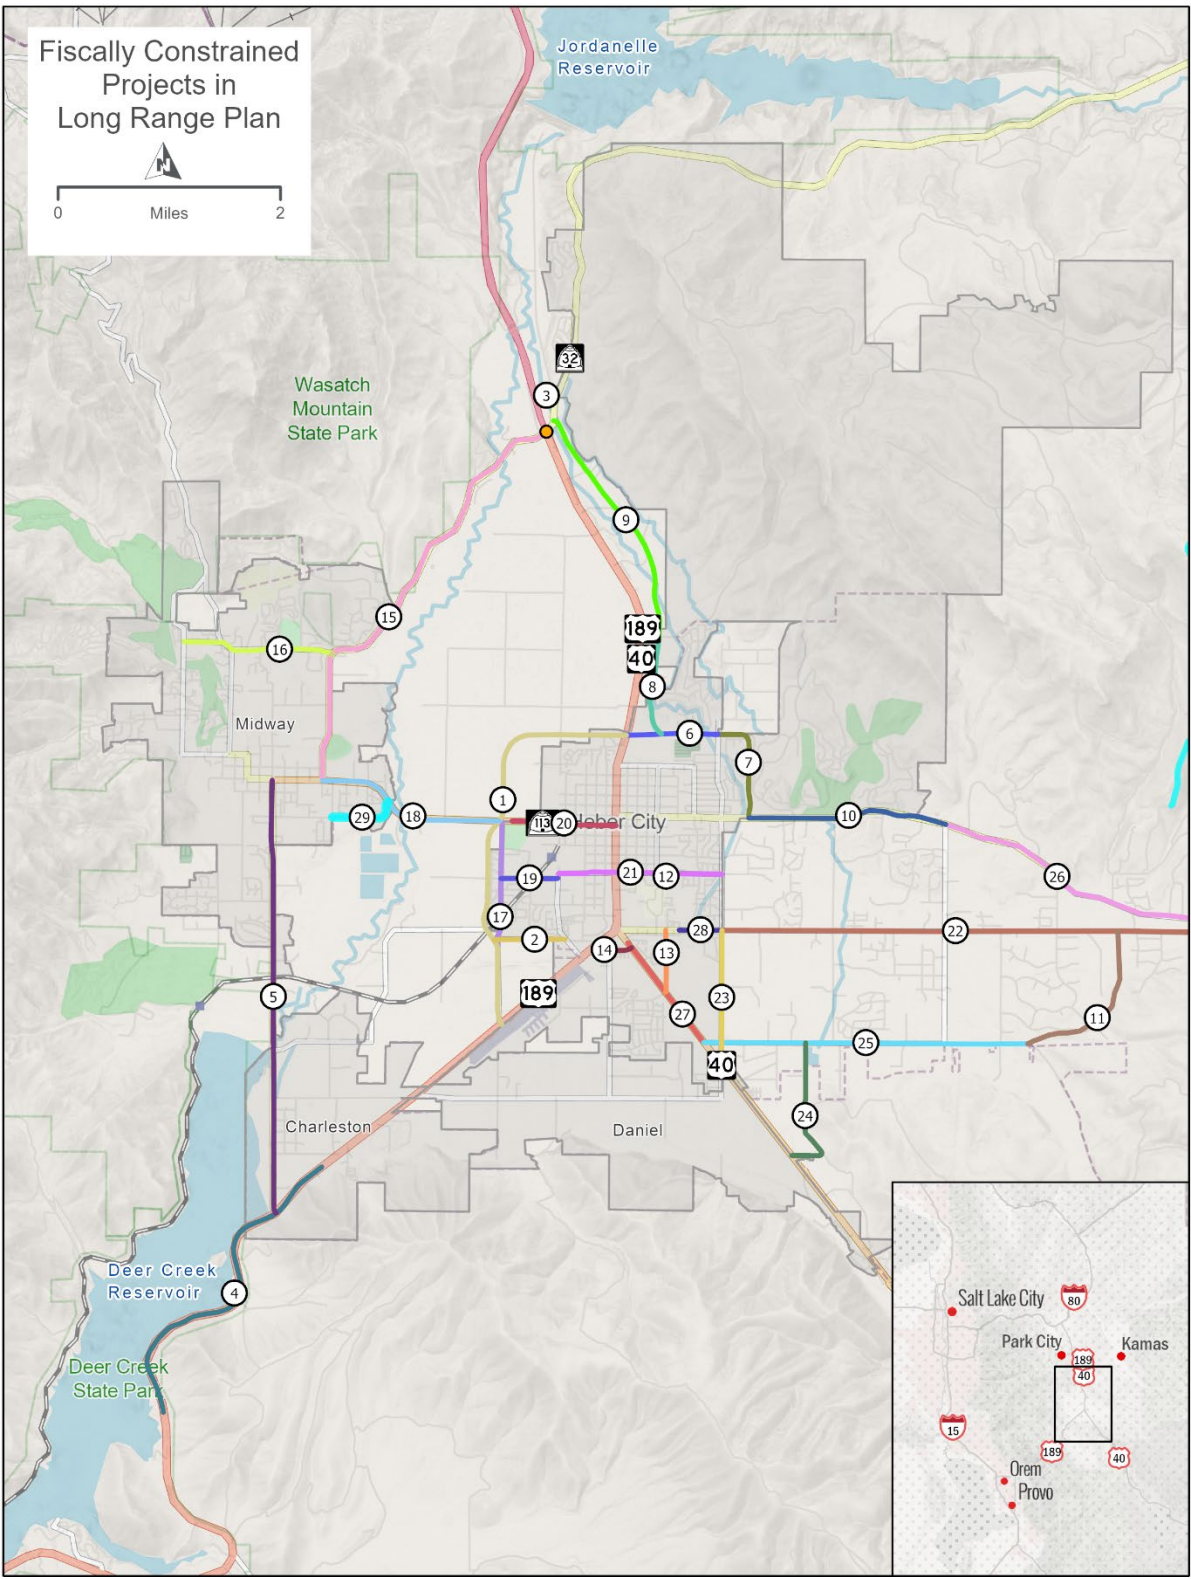 Fiscally Constrained
Projects in
Long Range Plan
N
0 Miles 2
Jordanelle
Reservoir
32
3
Wasatch
Mountain
State Park
9
15
189
16
40
8
Midway
6
7
1
29
18
113
20
Heber City
10
21
12
19
26
17
28
22
2
14
13
5
189
23
27
11
25
40
24
Charleston
Daniel
Deer Creek
Reservoir
4
Deer Creek
State Park
Salt Lake City
80
Park City
Kamas
189
40
15
189
40
Orem
Provo